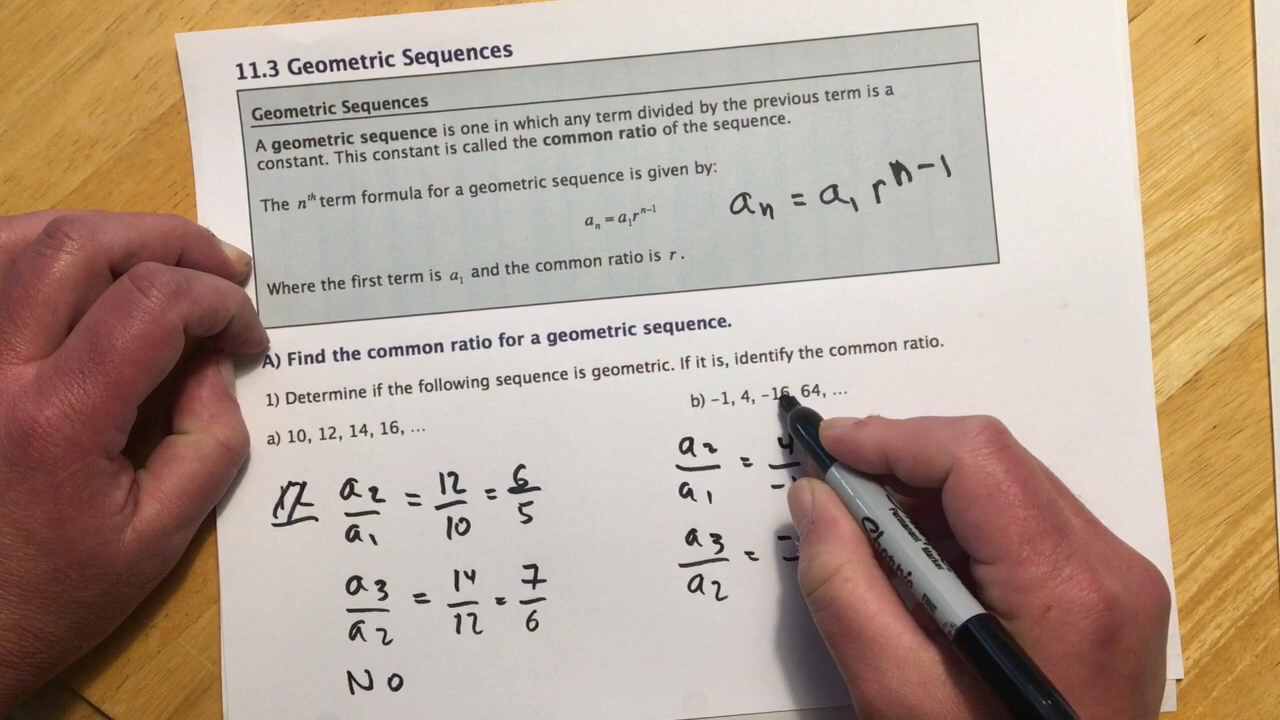 11.3 Geometric Sequences
Geometric Sequences
A geometric sequence is one in which any term divided by the previous term is a
constant. This constant is called the common ratio of the sequence.
The nth term formula for a geometric sequence is given by:
aₙ = a₁rⁿ⁻¹
aₙ = a₁ rⁿ⁻¹
Where the first term is a₁ and the common ratio is r.
A) Find the common ratio for a geometric sequence.
1) Determine if the following sequence is geometric. If it is, identify the common ratio.
a) 10, 12, 14, 16, ...
a₂/a₁ = 12/10 = 6/5
a₃/a₂ = 14/12 = 7/6
NO
b) –1, 4, –16, 64, ...
a₂/a₁ = 4/-1
a₃/a₂ =
Sharpie
Permanent Marker